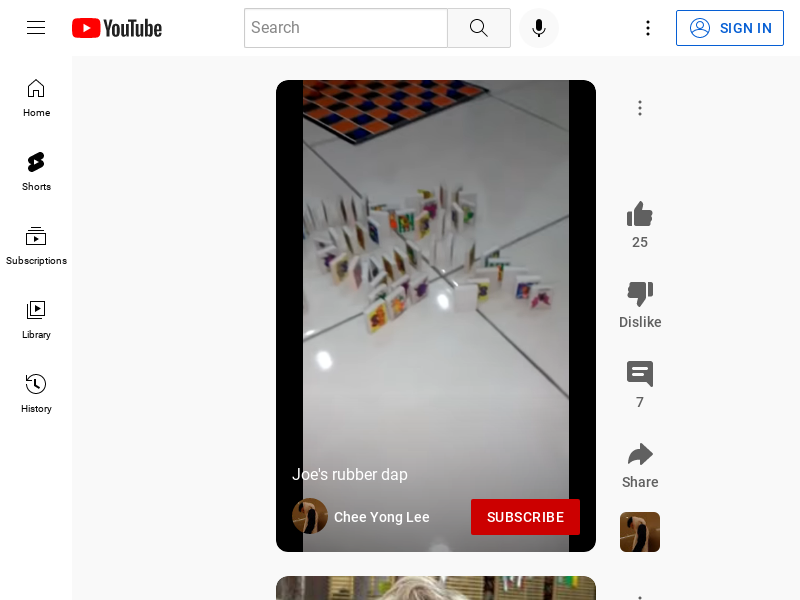 YouTube
Search
SIGN IN
Home
Shorts
Subscriptions
Library
History
25
Dislike
7
Share
Joe's rubber dap
Chee Yong Lee
SUBSCRIBE